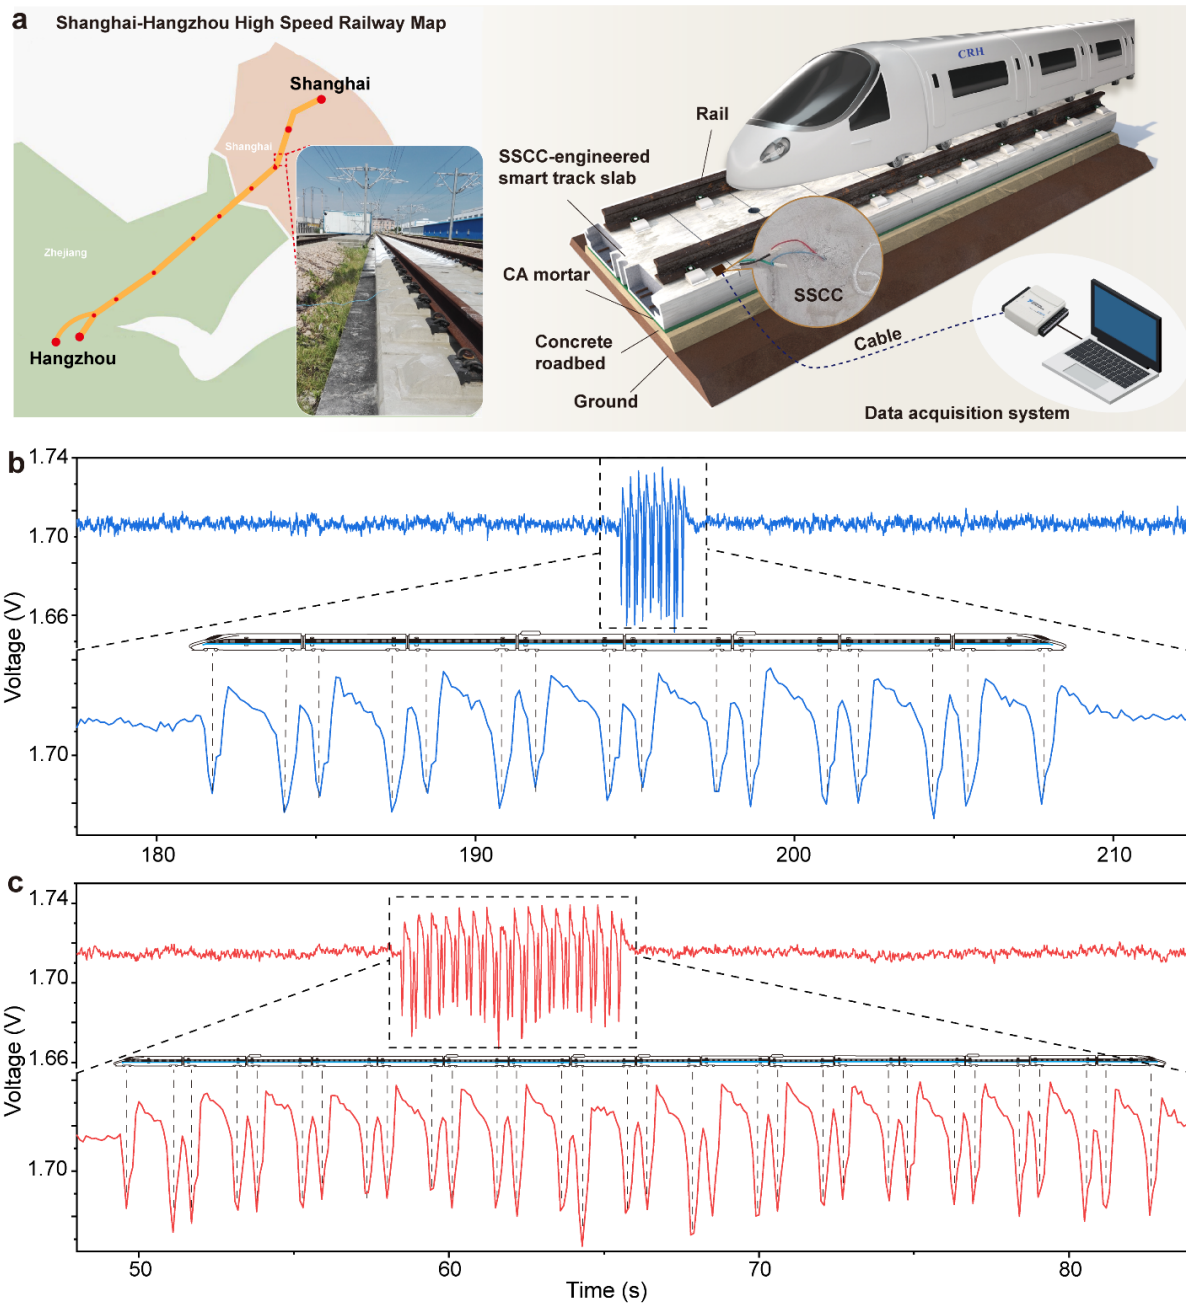 a
Shanghai-Hangzhou High Speed Railway Map
Shanghai
Shanghai
Zhejiang
Hangzhou
CRH
Rail
SSCC-engineered
smart track slab
CA mortar
SSCC
Concrete
roadbed
Cable
Ground
Data acquisition system
b
1.74
1.70
1.66
1.70
Voltage (V)
180
190
200
210
c
1.74
1.70
1.66
1.70
Voltage (V)
50
60
70
80
Time (s)